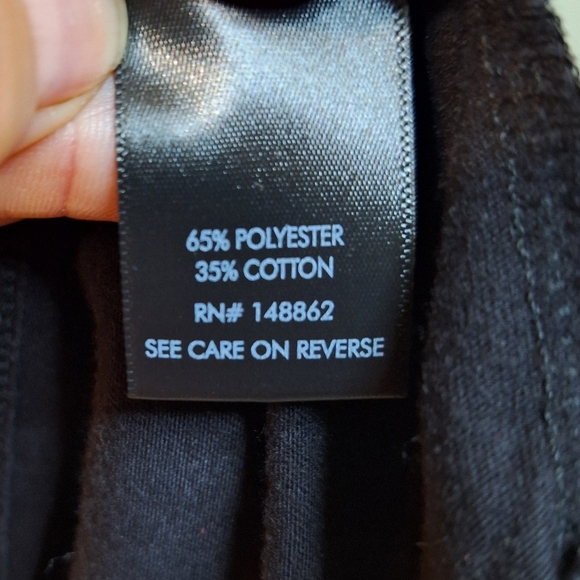 65% POLYESTER
35% COTTON
RN# 148862
SEE CARE ON REVERSE